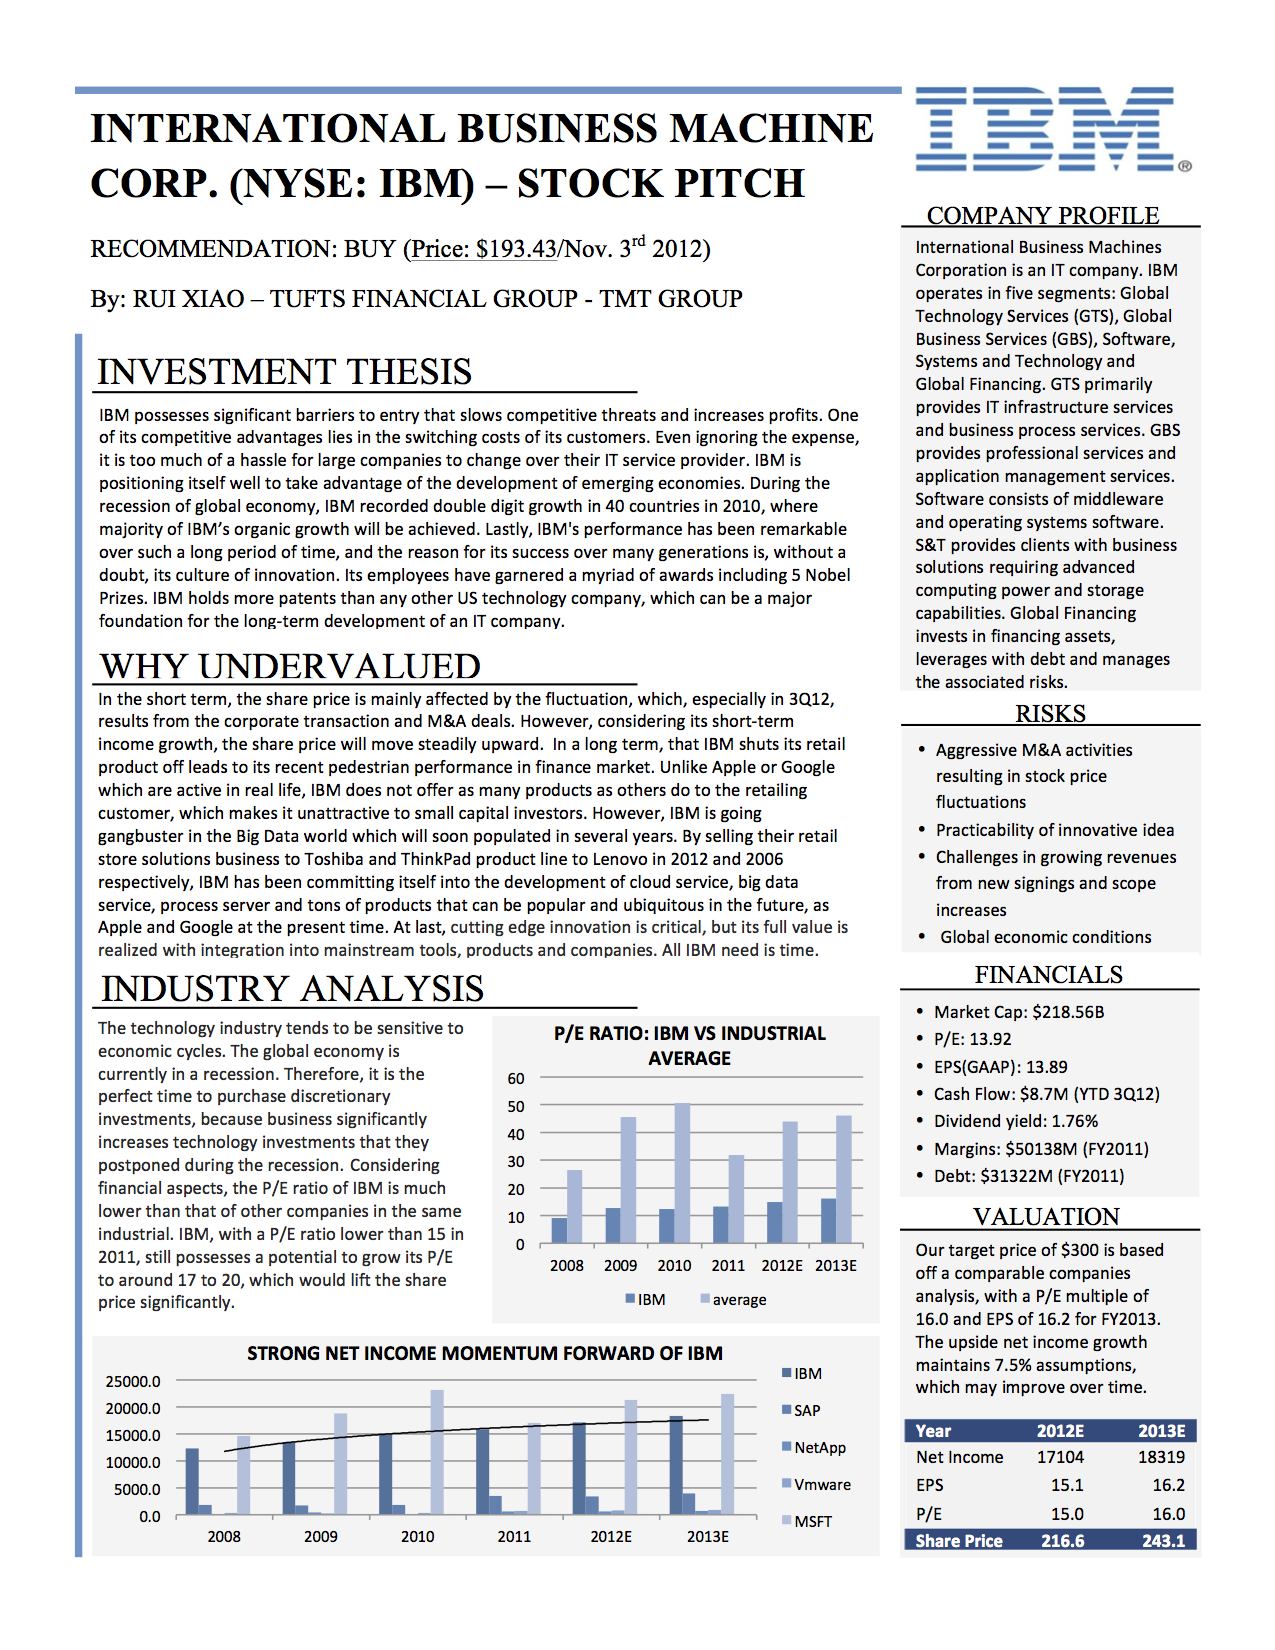 INTERNATIONAL BUSINESS MACHINE
CORP. (NYSE: IBM) – STOCK PITCH
RECOMMENDATION: BUY (Price: $193.43/Nov. 3rd 2012)
By: RUI XIAO – TUFTS FINANCIAL GROUP - TMT GROUP
INVESTMENT THESIS
IBM possesses significant barriers to entry that slows competitive threats and increases profits. One
of its competitive advantages lies in the switching costs of its customers. Even ignoring the expense,
it is too much of a hassle for large companies to change over their IT service provider. IBM is
positioning itself well to take advantage of the development of emerging economies. During the
recession of global economy, IBM recorded double digit growth in 40 countries in 2010, where
majority of IBM’s organic growth will be achieved. Lastly, IBM's performance has been remarkable
over such a long period of time, and the reason for its success over many generations is, without a
doubt, its culture of innovation. Its employees have garnered a myriad of awards including 5 Nobel
Prizes. IBM holds more patents than any other US technology company, which can be a major
foundation for the long-term development of an IT company.
WHY UNDERVALUED
In the short term, the share price is mainly affected by the fluctuation, which, especially in 3Q12,
results from the corporate transaction and M&A deals. However, considering its short-term
income growth, the share price will move steadily upward. In a long term, that IBM shuts its retail
product off leads to its recent pedestrian performance in finance market. Unlike Apple or Google
which are active in real life, IBM does not offer as many products as others do to the retailing
customer, which makes it unattractive to small capital investors. However, IBM is going
gangbuster in the Big Data world which will soon populated in several years. By selling their retail
store solutions business to Toshiba and ThinkPad product line to Lenovo in 2012 and 2006
respectively, IBM has been committing itself into the development of cloud service, big data
service, process server and tons of products that can be popular and ubiquitous in the future, as
Apple and Google at the present time. At last, cutting edge innovation is critical, but its full value is
realized with integration into mainstream tools, products and companies. All IBM need is time.
INDUSTRY ANALYSIS
The technology industry tends to be sensitive to
economic cycles. The global economy is
currently in a recession. Therefore, it is the
perfect time to purchase discretionary
investments, because business significantly
increases technology investments that they
postponed during the recession. Considering
financial aspects, the P/E ratio of IBM is much
lower than that of other companies in the same
industrial. IBM, with a P/E ratio lower than 15 in
2011, still possesses a potential to grow its P/E
to around 17 to 20, which would lift the share
price significantly.
P/E RATIO: IBM VS INDUSTRIAL
AVERAGE
60
50
40
30
20
10
0
2008 2009 2010 2011 2012E 2013E
IBM average
STRONG NET INCOME MOMENTUM FORWARD OF IBM
25000.0
20000.0
15000.0
10000.0
5000.0
0.0
2008 2009 2010 2011 2012E 2013E
IBM
SAP
NetApp
Vmware
MSFT
IBM®
COMPANY PROFILE
International Business Machines
Corporation is an IT company. IBM
operates in five segments: Global
Technology Services (GTS), Global
Business Services (GBS), Software,
Systems and Technology and
Global Financing. GTS primarily
provides IT infrastructure services
and business process services. GBS
provides professional services and
application management services.
Software consists of middleware
and operating systems software.
S&T provides clients with business
solutions requiring advanced
computing power and storage
capabilities. Global Financing
invests in financing assets,
leverages with debt and manages
the associated risks.
RISKS
• Aggressive M&A activities
resulting in stock price
fluctuations
• Practicability of innovative idea
• Challenges in growing revenues
from new signings and scope
increases
• Global economic conditions
FINANCIALS
• Market Cap: $218.56B
• P/E: 13.92
• EPS(GAAP): 13.89
• Cash Flow: $8.7M (YTD 3Q12)
• Dividend yield: 1.76%
• Margins: $50138M (FY2011)
• Debt: $31322M (FY2011)
VALUATION
Our target price of $300 is based
off a comparable companies
analysis, with a P/E multiple of
16.0 and EPS of 16.2 for FY2013.
The upside net income growth
maintains 7.5% assumptions,
which may improve over time.
Year 2012E 2013E
Net Income 17104 18319
EPS 15.1 16.2
P/E 15.0 16.0
Share Price 216.6 243.1